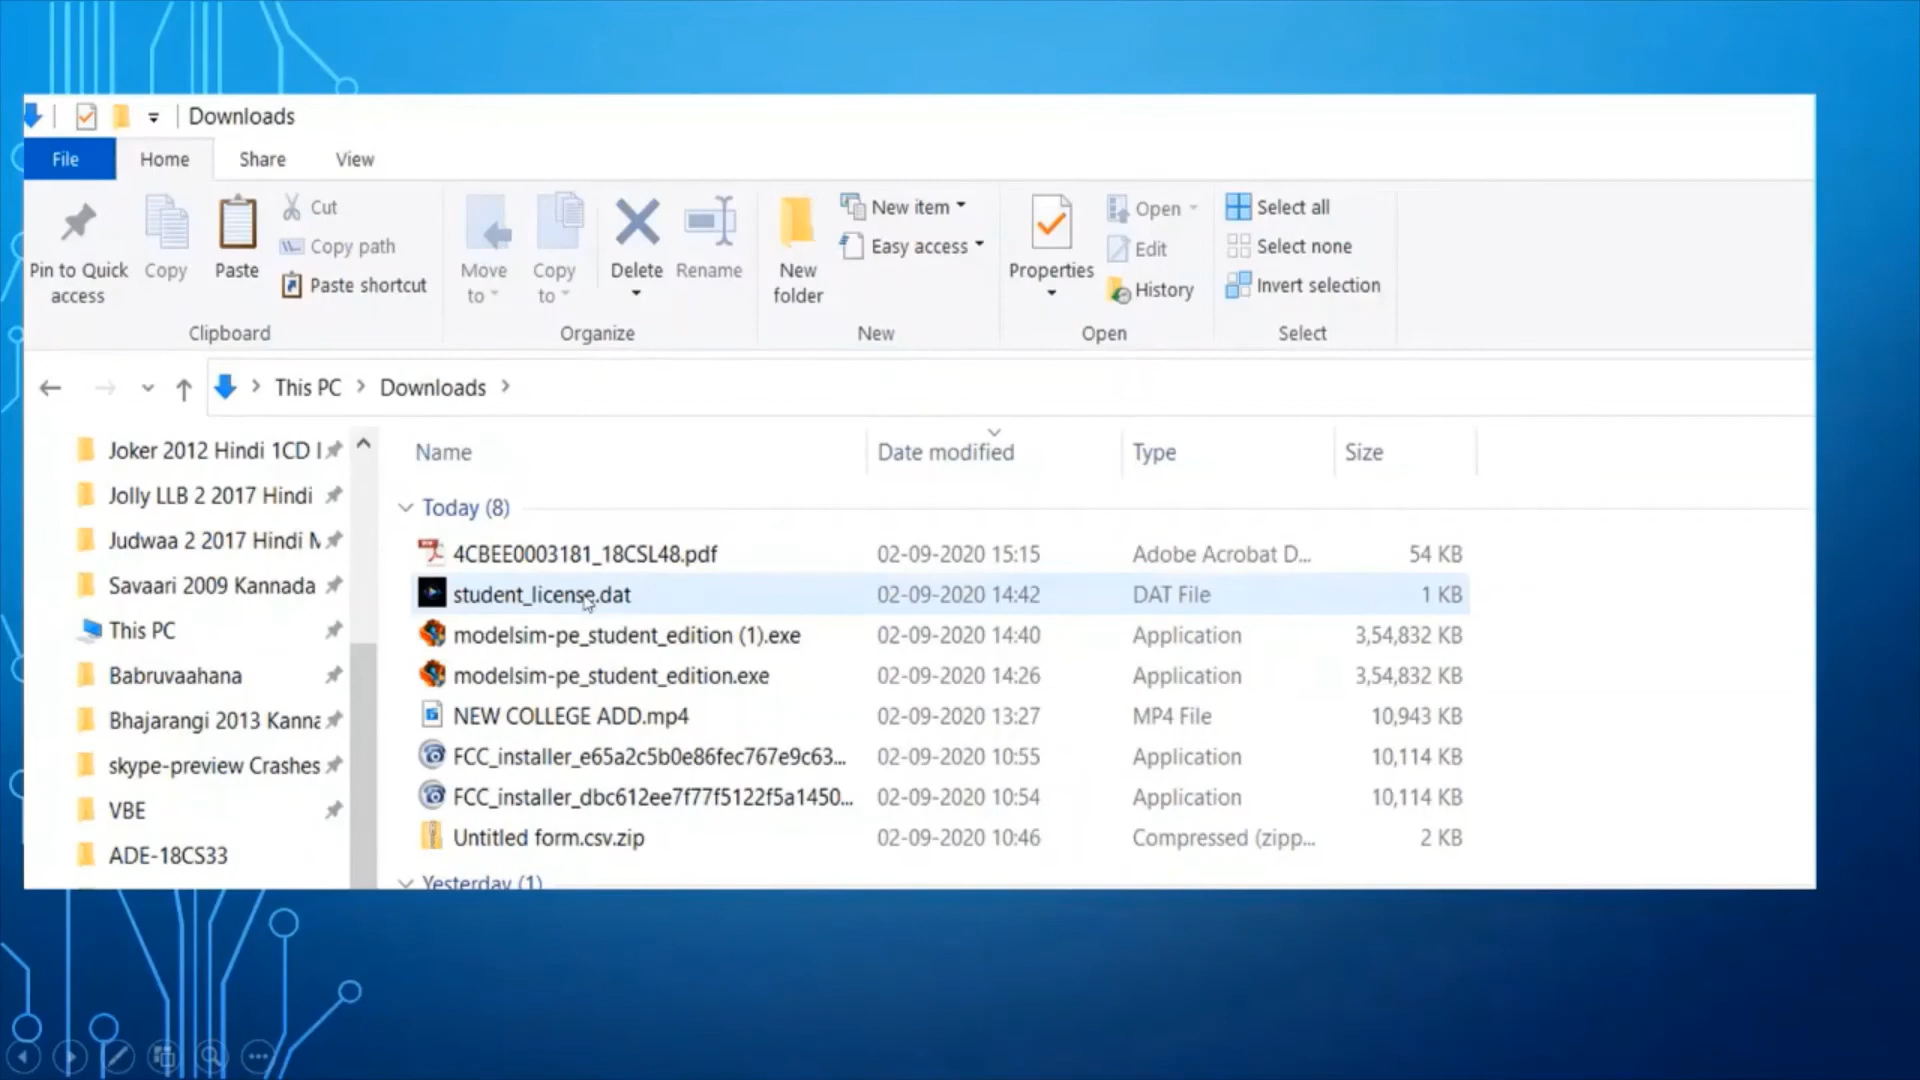 Downloads
File Home Share View
Pin to Quick access
Copy
Paste
Cut
Copy path
Paste shortcut
Clipboard
Move to
Copy to
Delete
Rename
Organize
New folder
New item
Easy access
New
Properties
Open
Edit
History
Open
Select all
Select none
Invert selection
Select
This PC Downloads
Joker 2012 Hindi 1CD
Jolly LLB 2 2017 Hindi
Judwaa 2 2017 Hindi
Savaari 2009 Kannada
This PC
Babruvaahana
Bhajarangi 2013 Kanna
skype-preview Crashes
VBE
ADE-18CS33
Name Date modified Type Size
Today (8)
4CBEE0003181_18CSL48.pdf 02-09-2020 15:15 Adobe Acrobat D... 54 KB
student_license.dat 02-09-2020 14:42 DAT File 1 KB
modelsim-pe_student_edition (1).exe 02-09-2020 14:40 Application 3,54,832 KB
modelsim-pe_student_edition.exe 02-09-2020 14:26 Application 3,54,832 KB
NEW COLLEGE ADD.mp4 02-09-2020 13:27 MP4 File 10,943 KB
FCC_installer_e65a2c5b0e86fec767e9c63... 02-09-2020 10:55 Application 10,114 KB
FCC_installer_dbc612ee7f77f5122f5a1450... 02-09-2020 10:54 Application 10,114 KB
Untitled form.csv.zip 02-09-2020 10:46 Compressed (zipp... 2 KB
Yesterday (1)